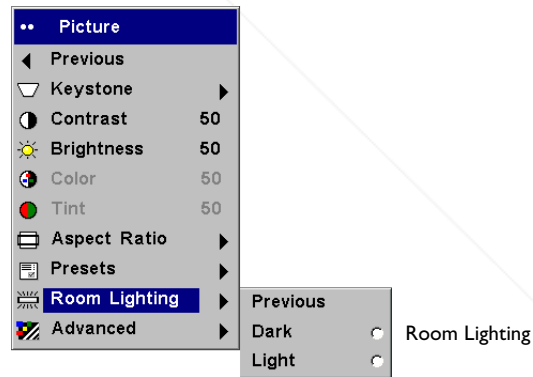 Picture
Previous
Keystone
Contrast 50
Brightness 50
Color 50
Tint 50
Aspect Ratio
Presets
Room Lighting
Advanced
Previous
Dark
Light
Room Lighting